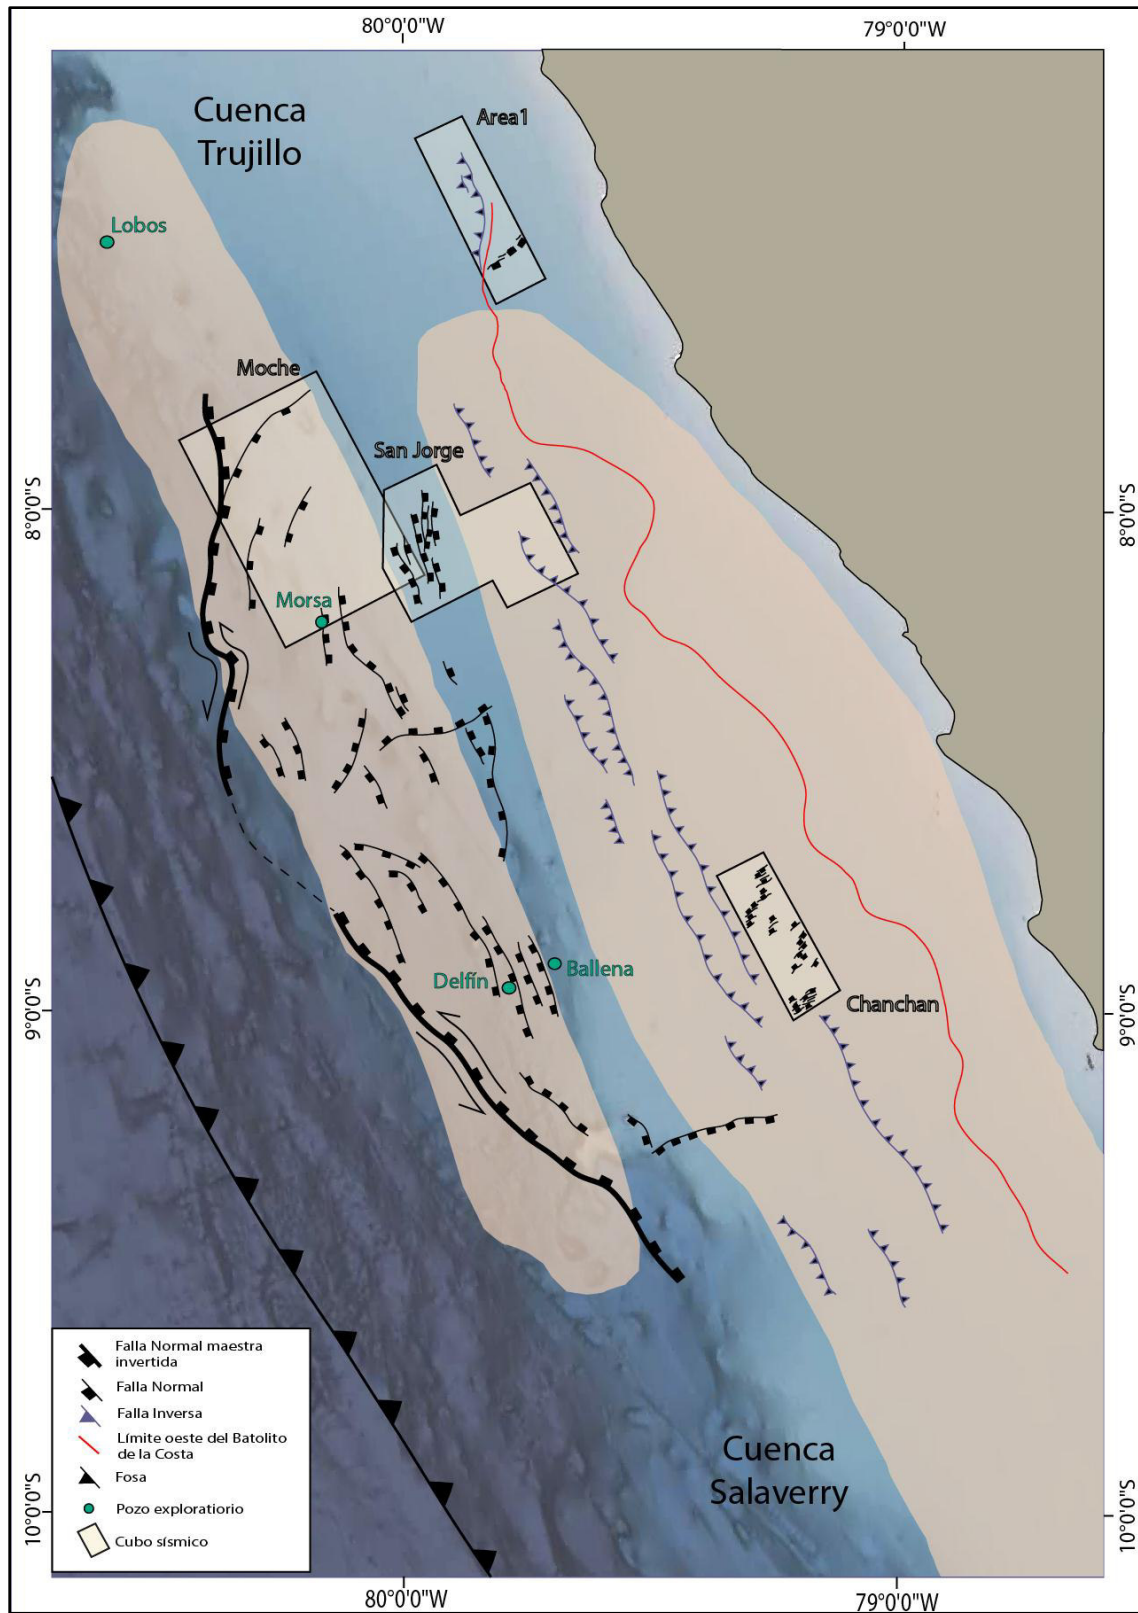 80°0'0"W
79°0'0"W
Cuenca
Trujillo
Area1
Lobos
Moche
San Jorge
8°0'0"S
8°0'0"S
Morsa
Ballena
Delfín
Chanchan
9°0'0"S
9°0'0"S
Falla Normal maestra
invertida
Falla Normal
Falla Inversa
Límite oeste del Batolito
de la Costa
Fosa
Pozo exploratiorio
Cubo sísmico
Cuenca
Salaverry
10°0'0"S
10°0'0"S
80°0'0"W
79°0'0"W